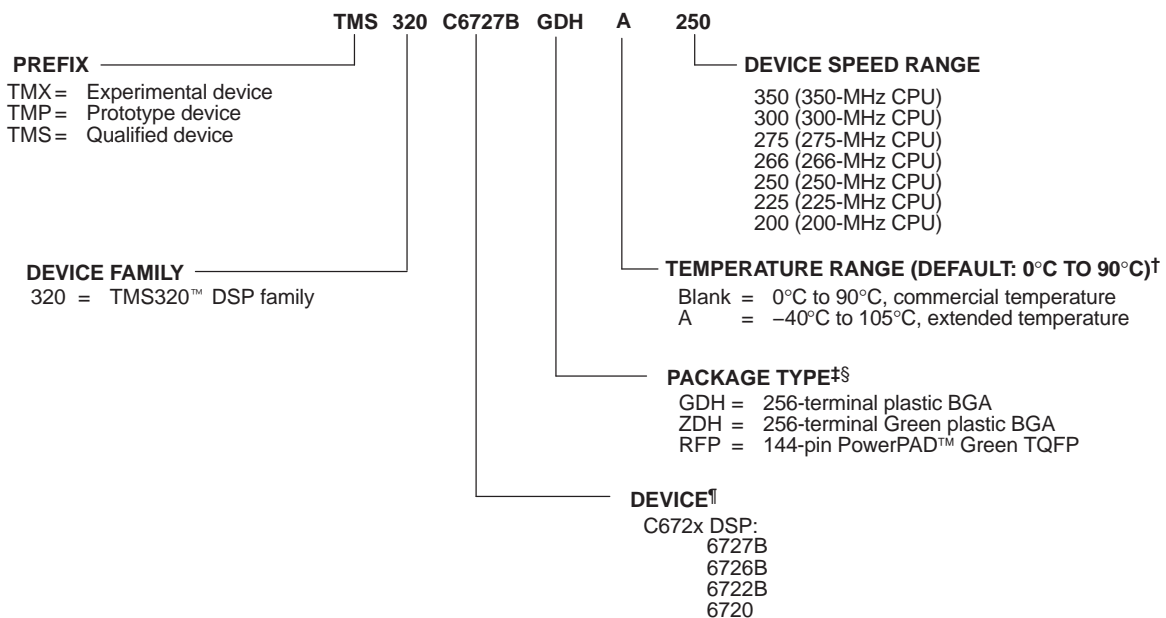 TMS 320 C6727B GDH A 250
PREFIX
TMX = Experimental device
TMP = Prototype device
TMS = Qualified device
DEVICE SPEED RANGE
350 (350-MHz CPU)
300 (300-MHz CPU)
275 (275-MHz CPU)
266 (266-MHz CPU)
250 (250-MHz CPU)
225 (225-MHz CPU)
200 (200-MHz CPU)
DEVICE FAMILY
320 = TMS320™ DSP family
TEMPERATURE RANGE (DEFAULT: 0°C TO 90°C)†
Blank = 0°C to 90°C, commercial temperature
A = −40°C to 105°C, extended temperature
PACKAGE TYPE‡§
GDH = 256-terminal plastic BGA
ZDH = 256-terminal Green plastic BGA
RFP = 144-pin PowerPAD™ Green TQFP
DEVICE¶
C672x DSP:
6727B
6726B
6722B
6720